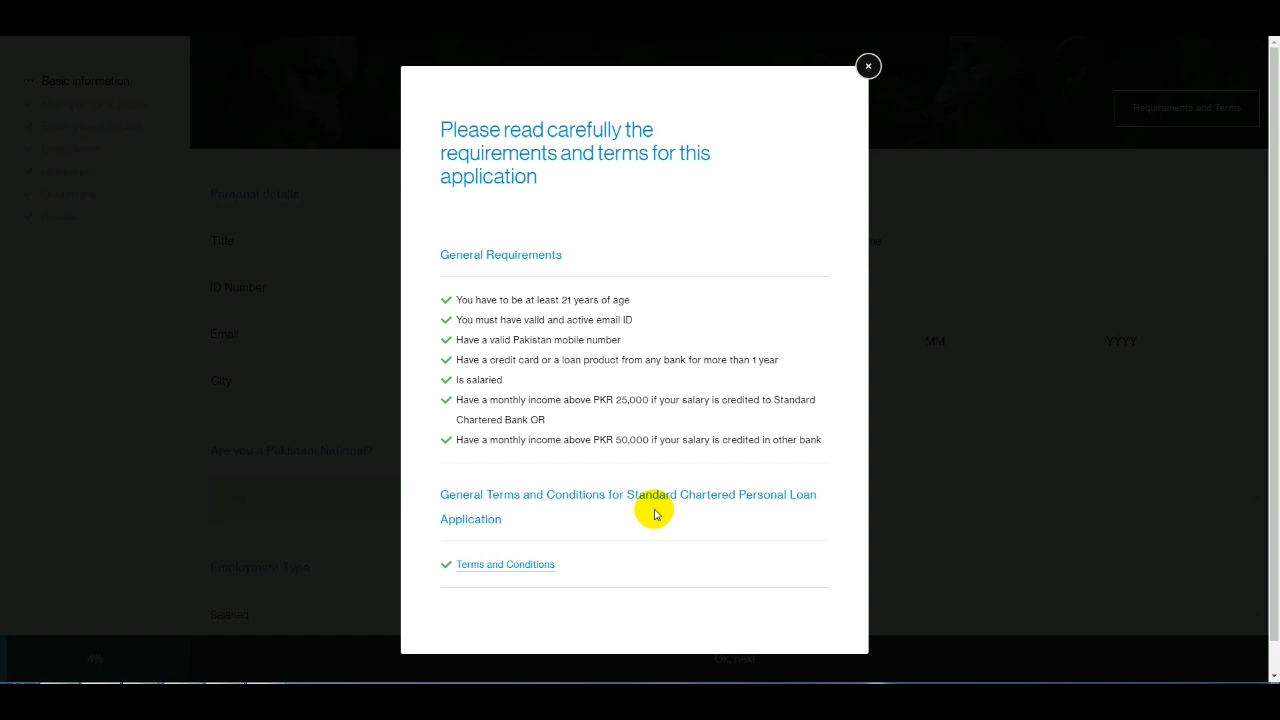 Basic information
Requirements and Terms
Personal details
Title
ID Number
Email
City
MM
YYYY
Are you a Pakistani National?
Employment Type
Salaried
4%
Ok, next
×
Please read carefully the
requirements and terms for this
application
General Requirements
You have to be at least 21 years of age
You must have valid and active email ID
Have a valid Pakistan mobile number
Have a credit card or a loan product from any bank for more than 1 year
Is salaried
Have a monthly income above PKR 25,000 if your salary is credited to Standard
Chartered Bank OR
Have a monthly income above PKR 50,000 if your salary is credited in other bank
General Terms and Conditions for Standard Chartered Personal Loan
Application
Terms and Conditions